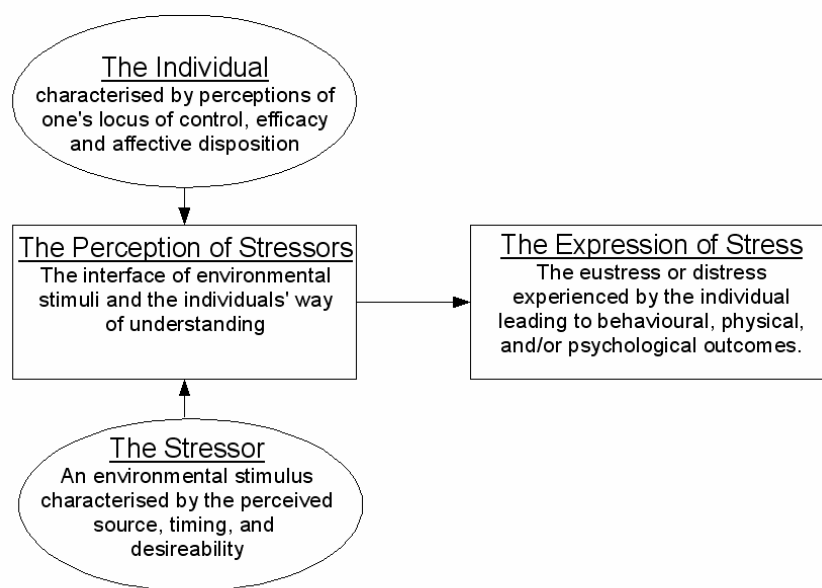 The Individual
characterised by perceptions of
one's locus of control, efficacy
and affective disposition
The Perception of Stressors
The interface of environmental
stimuli and the individuals' way
of understanding
The Expression of Stress
The eustress or distress
experienced by the individual
leading to behavioural, physical,
and/or psychological outcomes.
The Stressor
An environmental stimulus
characterised by the perceived
source, timing, and
desireability